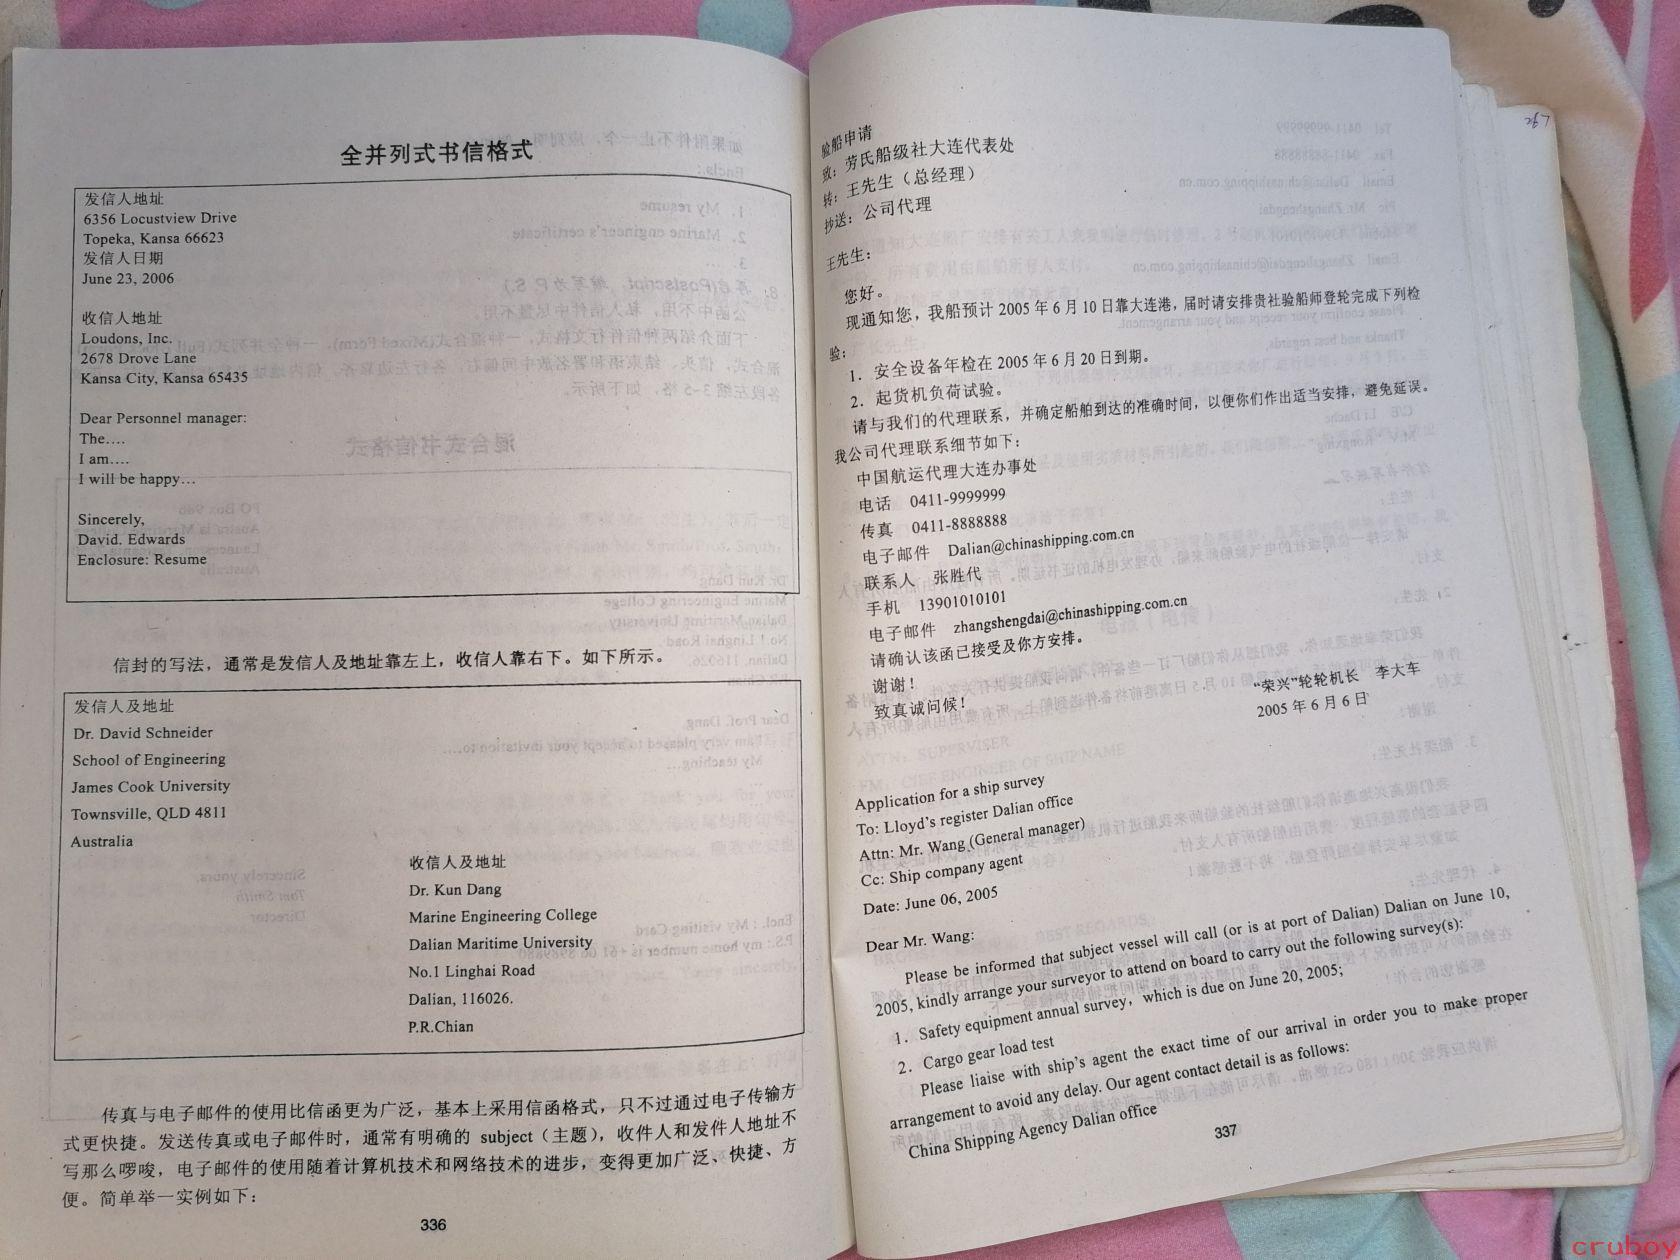 全并列式书信格式
发信人地址
6356 Locustview Drive
Topeka, Kansa 66623
发信人日期
June 23, 2006
收信人地址
Loudons, Inc.
2678 Drove Lane
Kansa City, Kansa 65435
Dear Personnel manager:
The....
I am....
I will be happy...
Sincerely,
David. Edwards
Enclosure: Resume
信封的写法，通常是发信人及地址靠左上，收信人靠右下。如下所示。
发信人及地址
Dr. David Schneider
School of Engineering
James Cook University
Townsville, QLD 4811
Australia
收信人及地址
Dr. Kun Dang
Marine Engineering College
Dalian Maritime University
No.1 Linghai Road
Dalian, 116026.
P.R.Chian
传真与电子邮件的使用比信函更为广泛，基本上采用信函格式，只不过通过电子传输方
式更快捷。发送传真或电子邮件时，通常有明确的 subject（主题），收件人和发件人地址不
写那么啰唆，电子邮件的使用随着计算机技术和网络技术的进步，变得更加广泛、快捷、方
便。简单举一实例如下：
336
267
验船申请
致：劳氏船级社大连代表处
转：王先生（总经理）
抄送：公司代理
王先生：
您好。
现通知您，我船预计 2005 年 6 月 10 日靠大连港，届时请安排贵社验船师登轮完成下列检
验：
1．安全设备年检在 2005 年 6 月 20 日到期。
2．起货机负荷试验。
请与我们的代理联系，并确定船舶到达的准确时间，以便你们作出适当安排，避免延误。
我公司代理联系细节如下：
中国航运代理大连办事处
电话 0411-9999999
传真 0411-8888888
电子邮件 Dalian@chinashipping.com.cn
联系人 张胜代
手机 13901010101
电子邮件 zhangshengdai@chinashipping.com.cn
请确认该函已接受及你方安排。
谢谢！
致真诚问候！
“荣兴”轮轮机长 李大车
2005 年 6 月 6 日
Application for a ship survey
To: Lloyd's register Dalian office
Attn: Mr. Wang (General manager)
Cc: Ship company agent
Date: June 06, 2005
Dear Mr. Wang:
Please be informed that subject vessel will call (or is at port of Dalian) Dalian on June 10,
2005, kindly arrange your surveyor to attend on board to carry out the following survey(s):
1．Safety equipment annual survey，which is due on June 20, 2005;
2．Cargo gear load test
Please liaise with ship's agent the exact time of our arrival in order you to make proper
arrangement to avoid any delay. Our agent contact detail is as follows:
China Shipping Agency Dalian office
337
cruboy